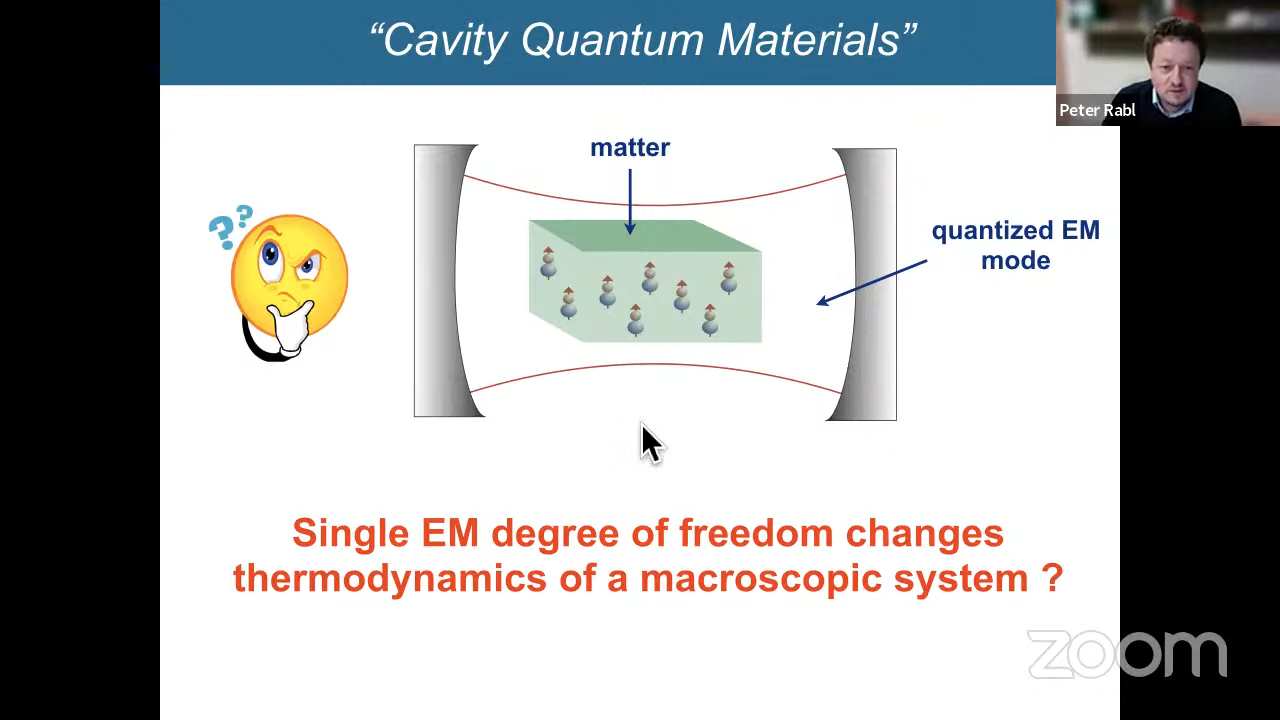 “Cavity Quantum Materials”
Peter Rabl
matter
quantized EM
mode
??
Single EM degree of freedom changes
thermodynamics of a macroscopic system ?
zoom